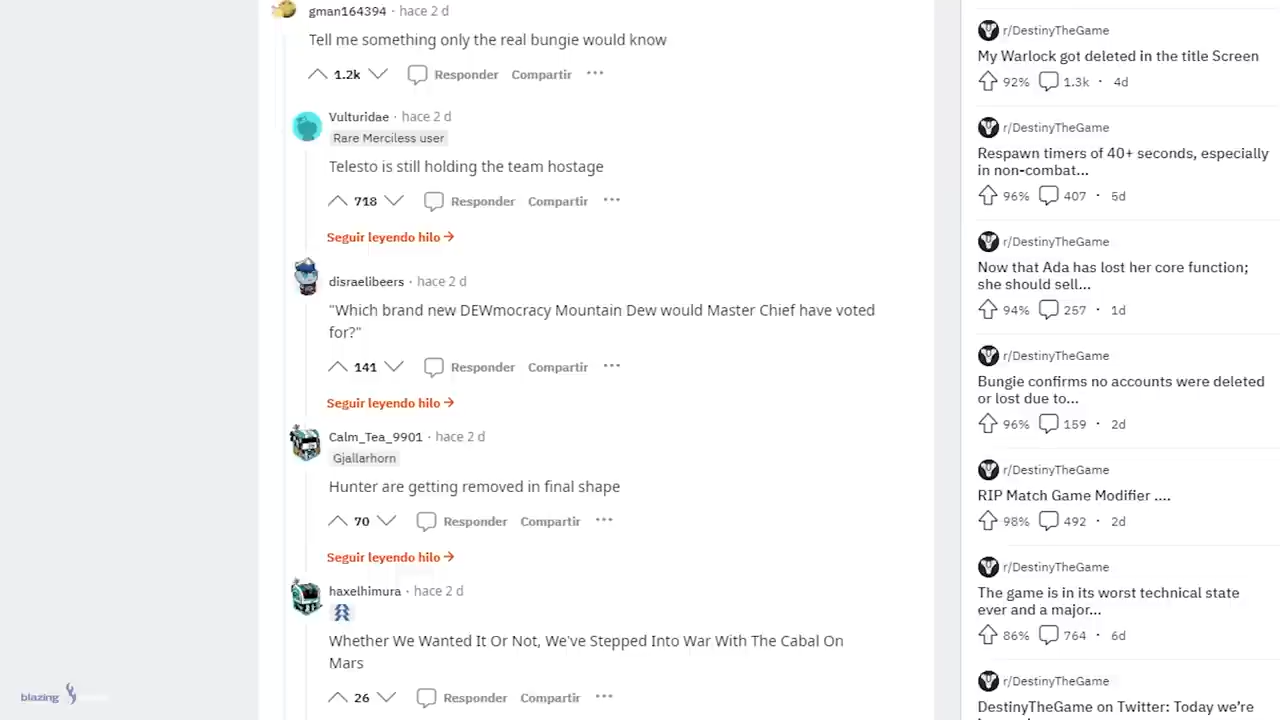 gman164394 · hace 2 d
Tell me something only the real bungie would know
1.2k Responder Compartir ···
Vulturidae · hace 2 d
Rare Merciless user
Telesto is still holding the team hostage
718 Responder Compartir ···
Seguir leyendo hilo →
disraelibeers · hace 2 d
"Which brand new DEWmocracy Mountain Dew would Master Chief have voted
for?"
141 Responder Compartir ···
Seguir leyendo hilo →
Calm_Tea_9901 · hace 2 d
Gjallarhorn
Hunter are getting removed in final shape
70 Responder Compartir ···
Seguir leyendo hilo →
haxelhimura · hace 2 d
Whether We Wanted It Or Not, We've Stepped Into War With The Cabal On
Mars
26 Responder Compartir ···
r/DestinyTheGame
My Warlock got deleted in the title Screen
92% 1.3k · 4d
r/DestinyTheGame
Respawn timers of 40+ seconds, especially
in non-combat...
96% 407 · 5d
r/DestinyTheGame
Now that Ada has lost her core function;
she should sell...
94% 257 · 1d
r/DestinyTheGame
Bungie confirms no accounts were deleted
or lost due to...
96% 159 · 2d
r/DestinyTheGame
RIP Match Game Modifier ....
98% 492 · 2d
r/DestinyTheGame
The game is in its worst technical state
ever and a major...
86% 764 · 6d
r/DestinyTheGame
DestinyTheGame on Twitter: Today we're
blazing